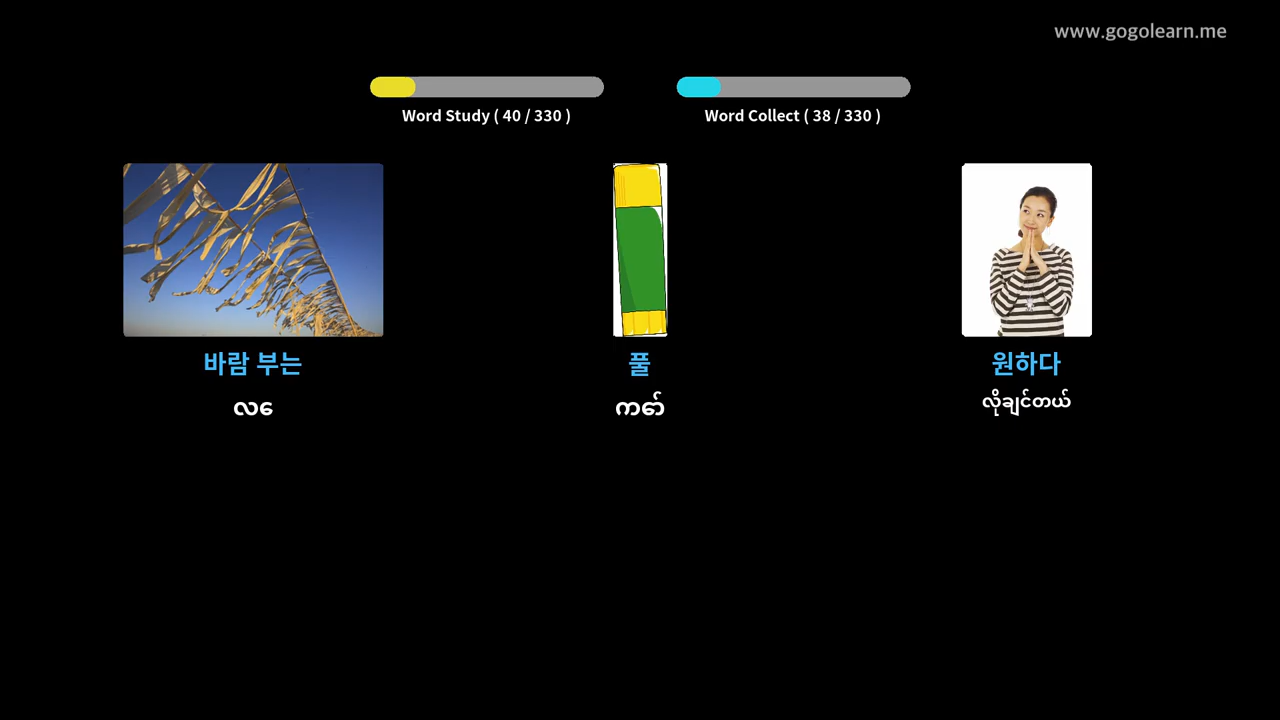 www.gogolearn.me
Word Study ( 40 / 330 )
Word Collect ( 38 / 330 )
바람 부는
풀
원하다
လေ
ကော်
လိုချင်တယ်